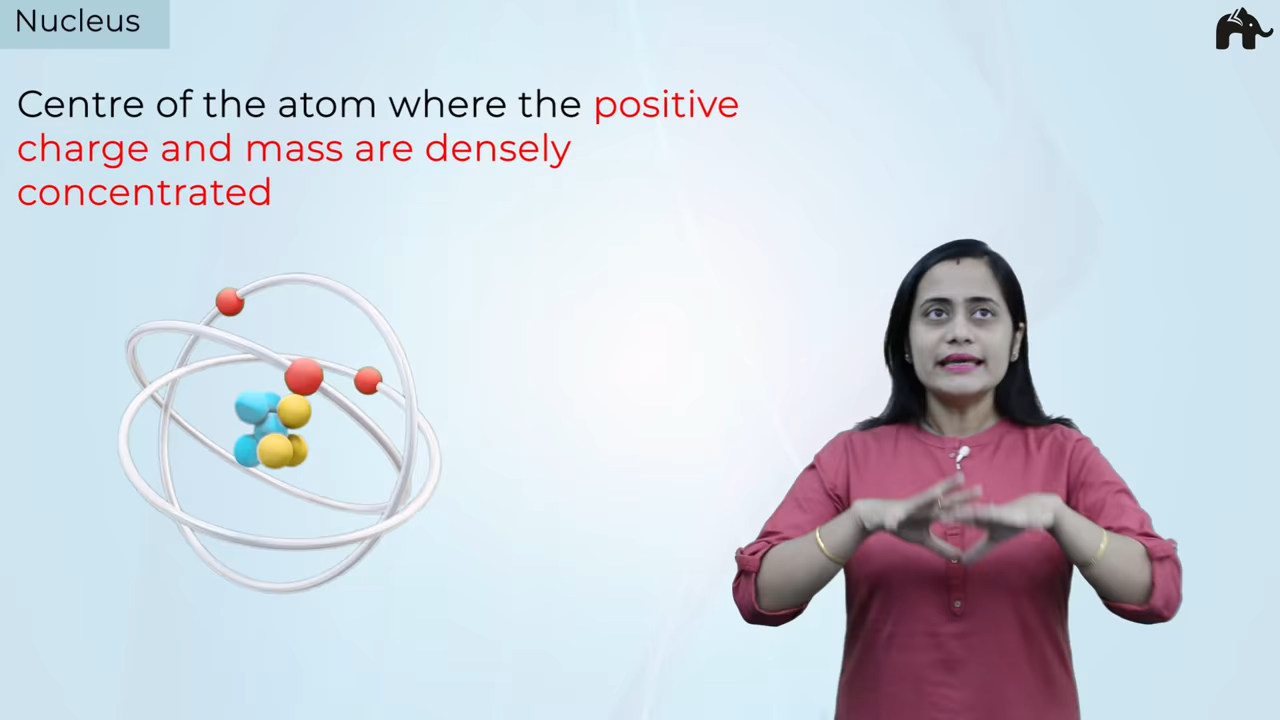 Nucleus
Centre of the atom where the positive
charge and mass are densely
concentrated